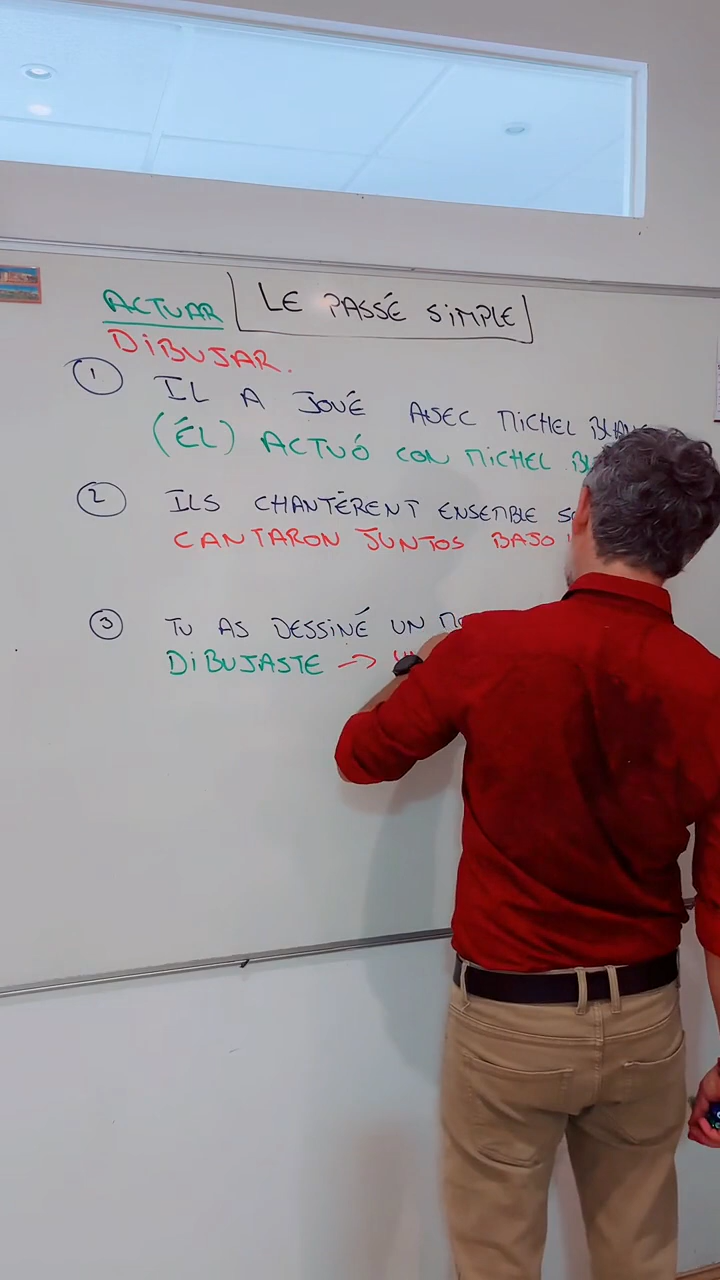 ACTUAR LE PASSÉ SIMPLE
DIBUJAR.
1 IL A JOUÉ AVEC MICHEL
(ÉL) ACTUÓ CON MICHEL
2 ILS CHANTÈRENT ENSEMBLE
CANTARON JUNTOS BAJO
3 TU AS DESSINÉ UN
DIBUJASTE →